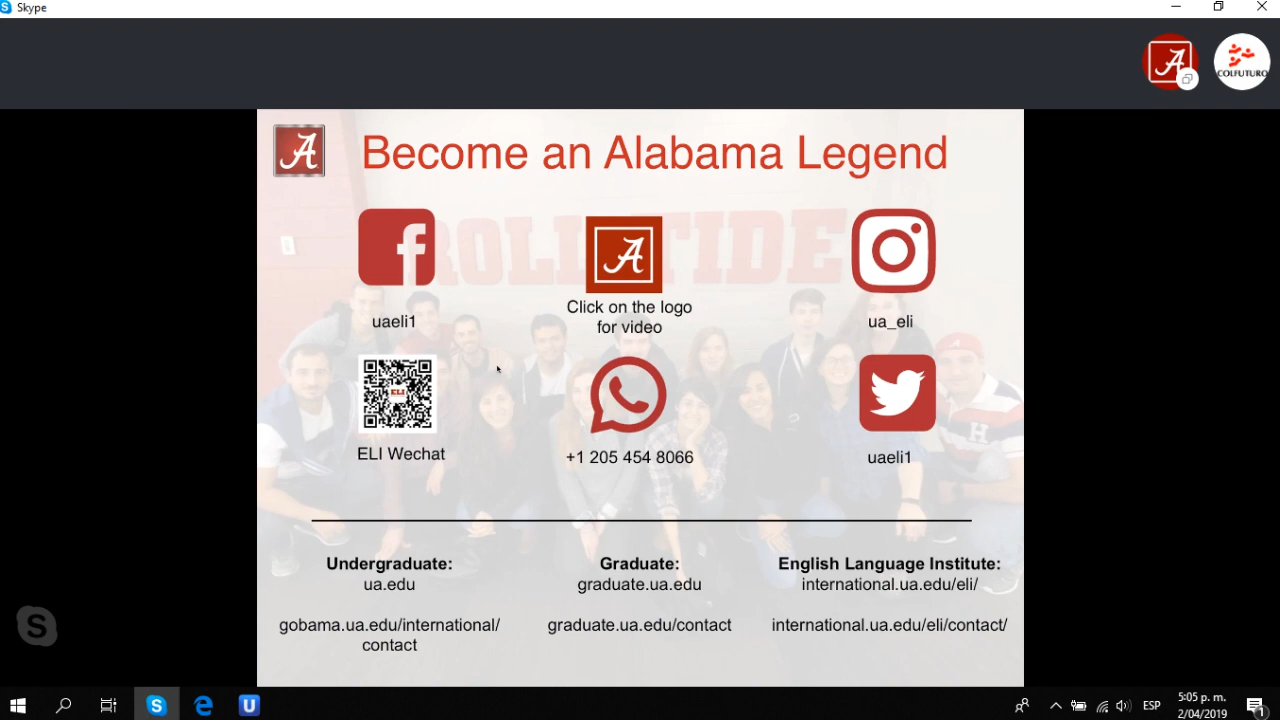 Skype
COLFUTURO
Become an Alabama Legend
ROLL TIDE
uaeli1
Click on the logo
for video
ua_eli
ELI
ELI Wechat
+1 205 454 8066
uaeli1
Undergraduate:
ua.edu
gobama.ua.edu/international/
contact
Graduate:
graduate.ua.edu
graduate.ua.edu/contact
English Language Institute:
international.ua.edu/eli/
international.ua.edu/eli/contact/
ESP
5:05 p. m.
2/04/2019
1